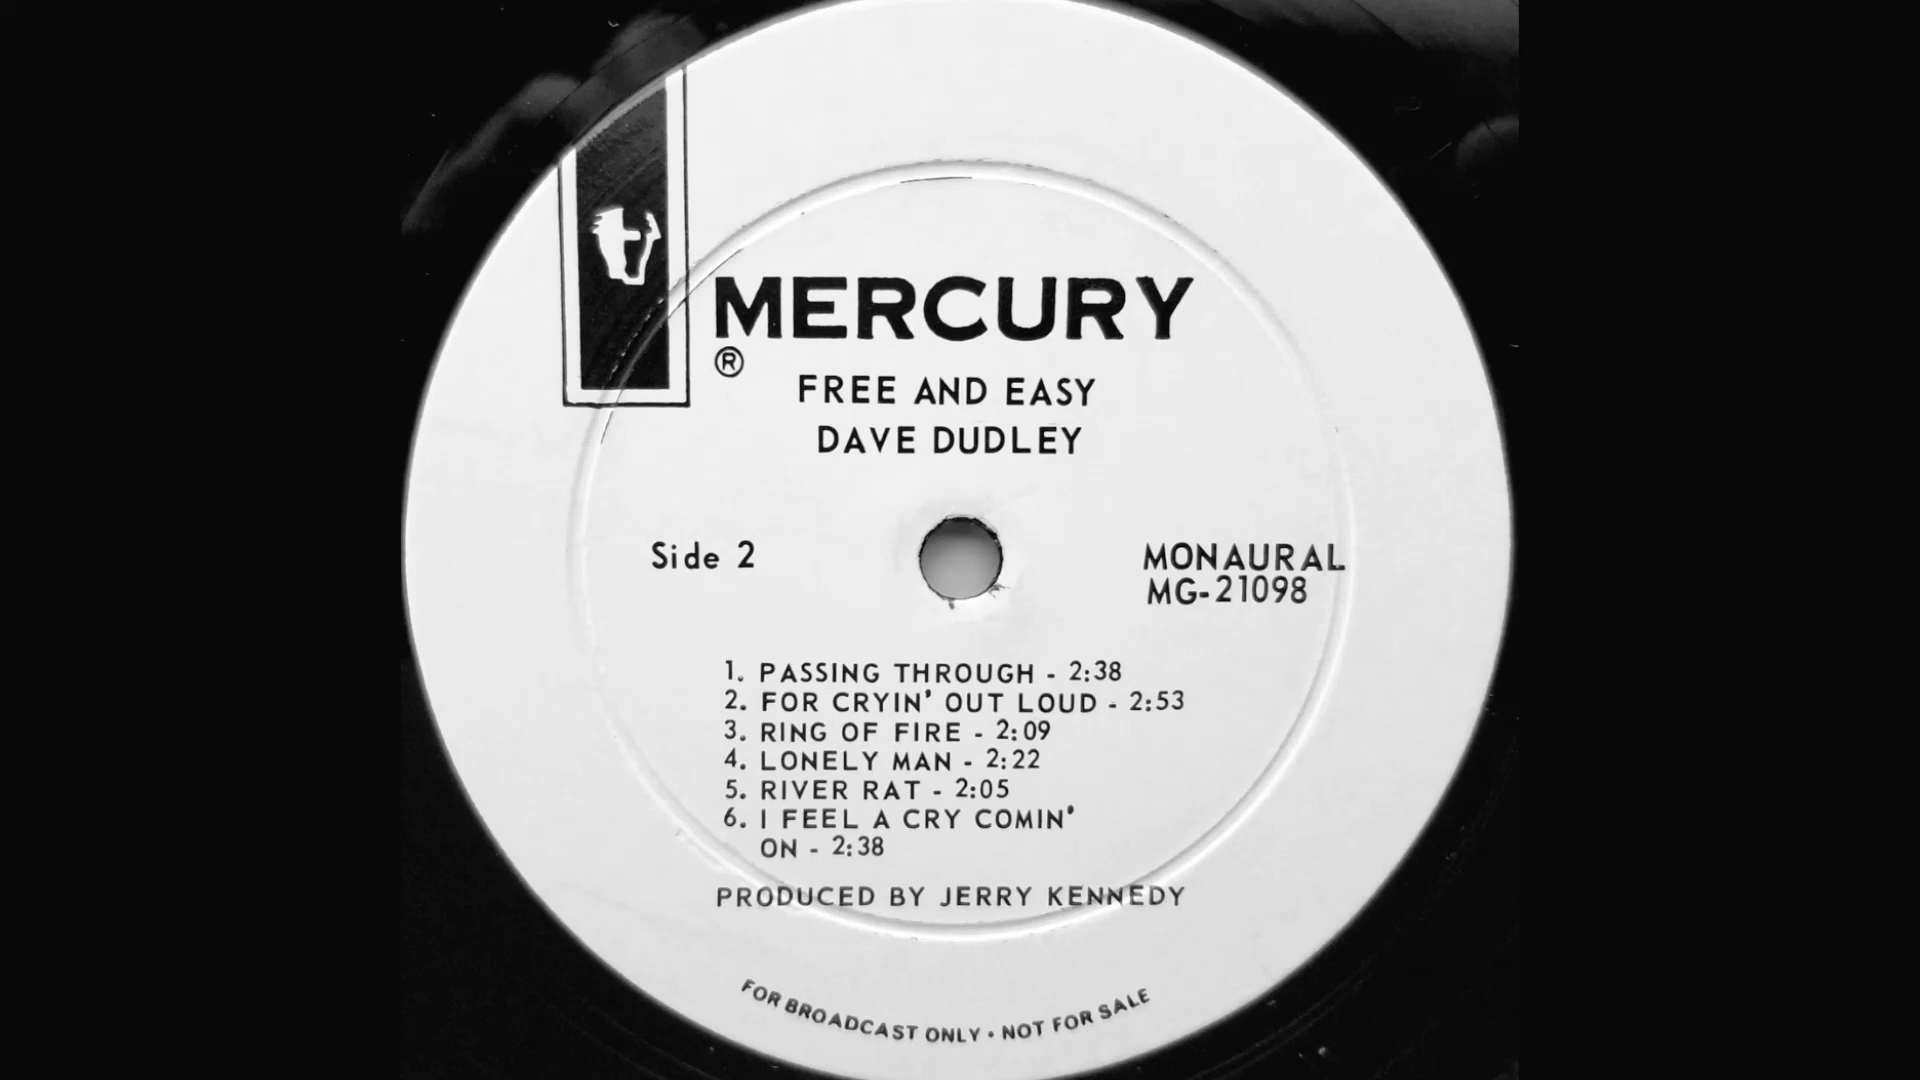 MERCURY
®
FREE AND EASY
DAVE DUDLEY
Side 2
MONAURAL
MG-21098
1. PASSING THROUGH - 2:38
2. FOR CRYIN' OUT LOUD - 2:53
3. RING OF FIRE - 2:09
4. LONELY MAN - 2:22
5. RIVER RAT - 2:05
6. I FEEL A CRY COMIN'
ON - 2:38
PRODUCED BY JERRY KENNEDY
FOR BROADCAST ONLY • NOT FOR SALE